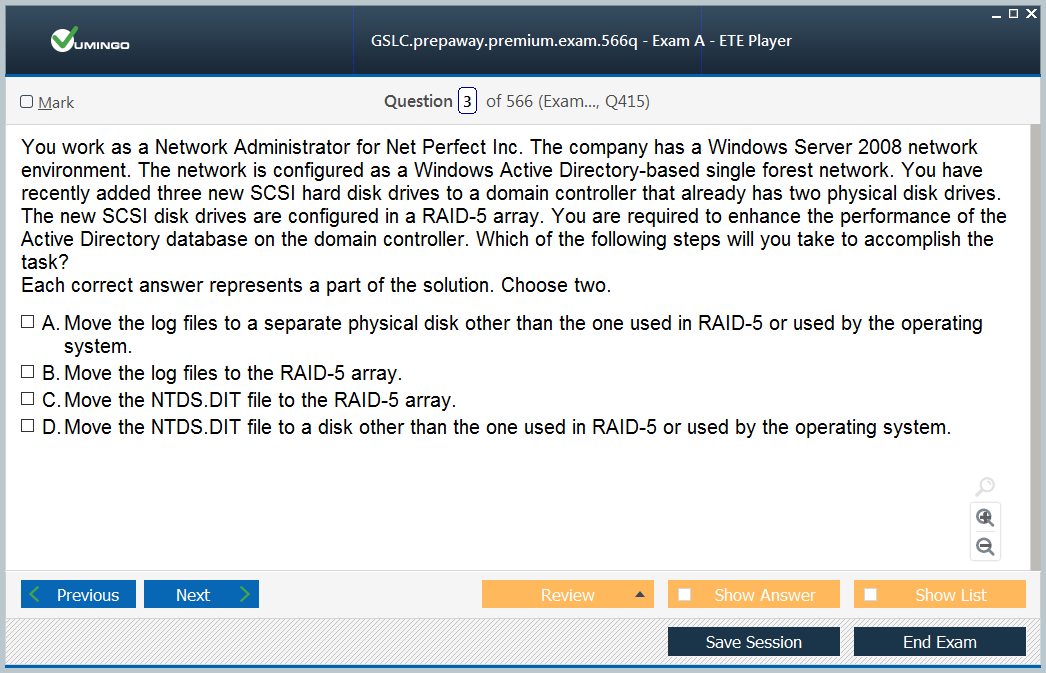 VUMINGO
GSLC.prepaway.premium.exam.566q - Exam A - ETE Player
Mark
Question 3 of 566 (Exam..., Q415)
You work as a Network Administrator for Net Perfect Inc. The company has a Windows Server 2008 network
environment. The network is configured as a Windows Active Directory-based single forest network. You have
recently added three new SCSI hard disk drives to a domain controller that already has two physical disk drives.
The new SCSI disk drives are configured in a RAID-5 array. You are required to enhance the performance of the
Active Directory database on the domain controller. Which of the following steps will you take to accomplish the
task?
Each correct answer represents a part of the solution. Choose two.
A. Move the log files to a separate physical disk other than the one used in RAID-5 or used by the operating
system.
B. Move the log files to the RAID-5 array.
C. Move the NTDS.DIT file to the RAID-5 array.
D. Move the NTDS.DIT file to a disk other than the one used in RAID-5 or used by the operating system.
Previous Next Review Show Answer Show List
Save Session End Exam